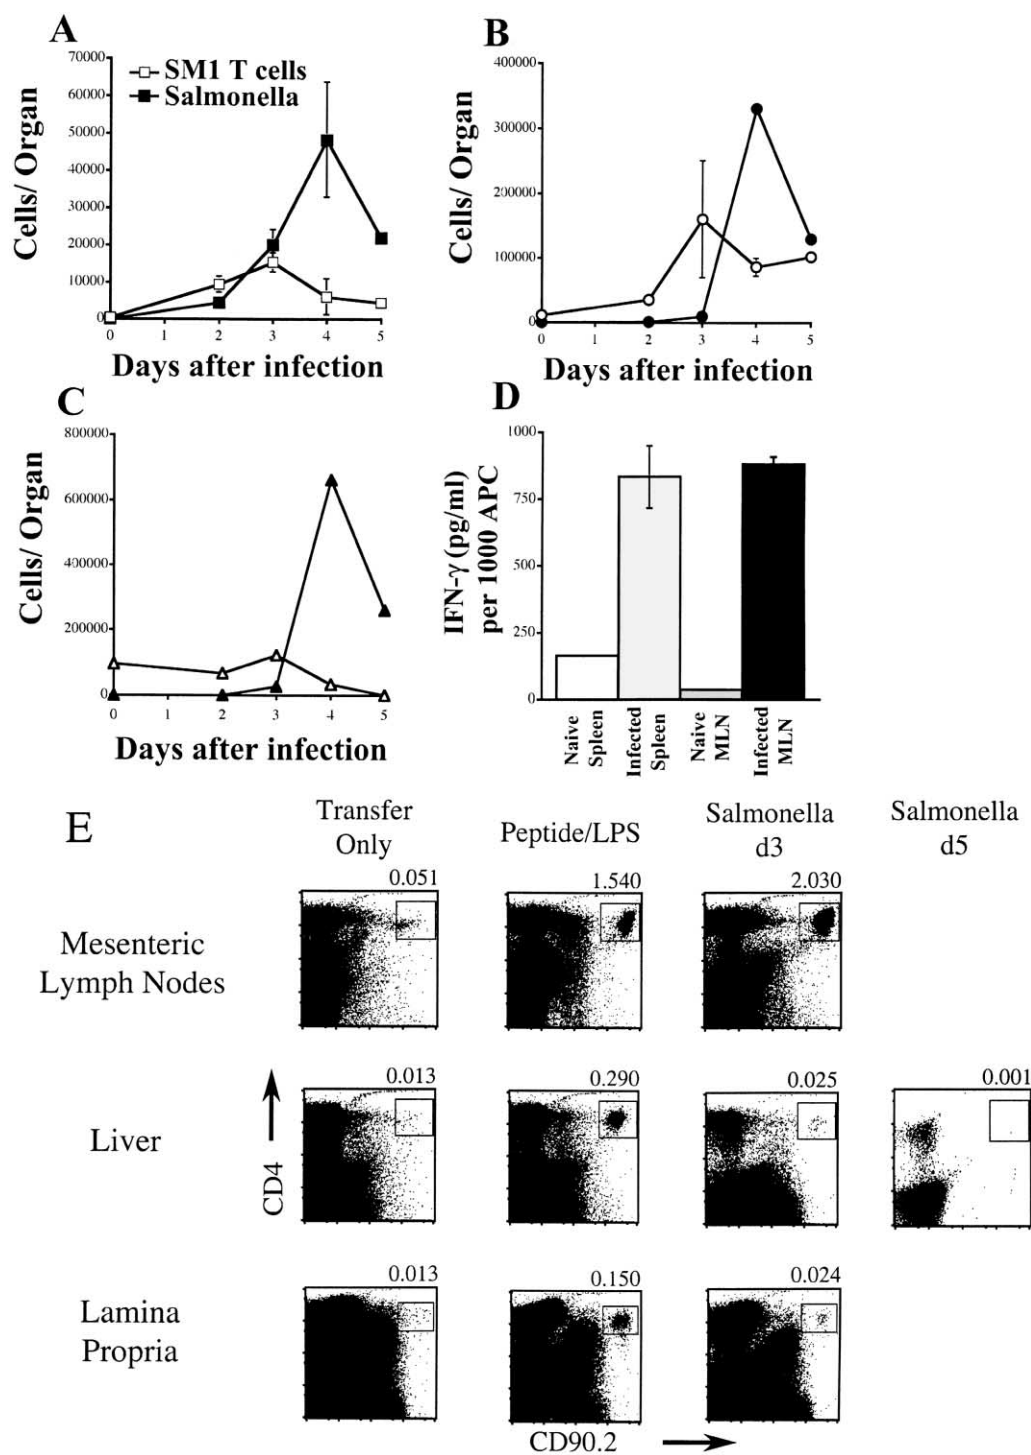 A
70000
60000
50000
40000
30000
20000
10000
0
0 1 2 3 4 5
SM1 T cells
Salmonella
Cells/ Organ
Days after infection
B
400000
300000
200000
100000
0
0 1 2 3 4 5
Cells/ Organ
Days after infection
C
800000
600000
400000
200000
0
0 1 2 3 4 5
Cells/ Organ
Days after infection
D
1000
750
500
250
0
IFN-γ (pg/ml)
per 1000 APC
Naive
Spleen
Infected
Spleen
Naive
MLN
Infected
MLN
E
Transfer
Only
Peptide/LPS
Salmonella
d3
Salmonella
d5
0.051
1.540
2.030
Mesenteric
Lymph Nodes
0.013
0.290
0.025
0.001
Liver
CD4
0.013
0.150
0.024
Lamina
Propria
CD90.2